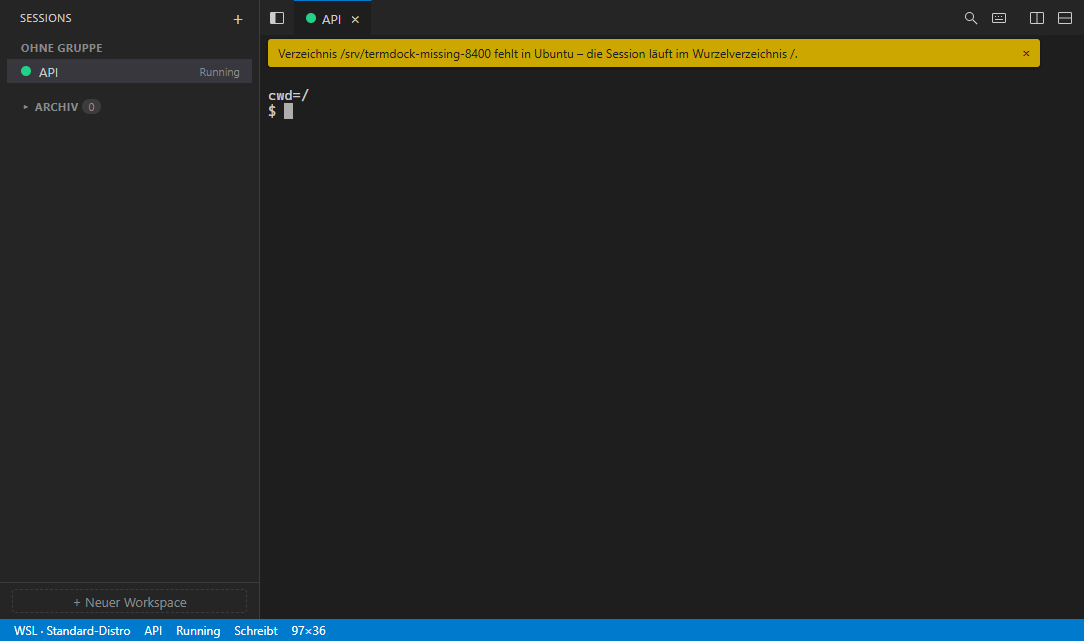 SESSIONS
+
OHNE GRUPPE
API Running
ARCHIV 0
+ Neuer Workspace
API ×
Verzeichnis /srv/termdock-missing-8400 fehlt in Ubuntu – die Session läuft im Wurzelverzeichnis /. ×
cwd=/
$
WSL · Standard-Distro API Running Schreibt 97×36